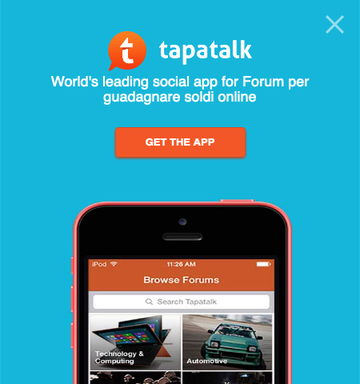 tapatalk
World's leading social app for Forum per
guadagnare soldi online
GET THE APP
iPod 11:26 AM
Browse Forums
Search Tapatalk
Technology &
Computing
Automotive